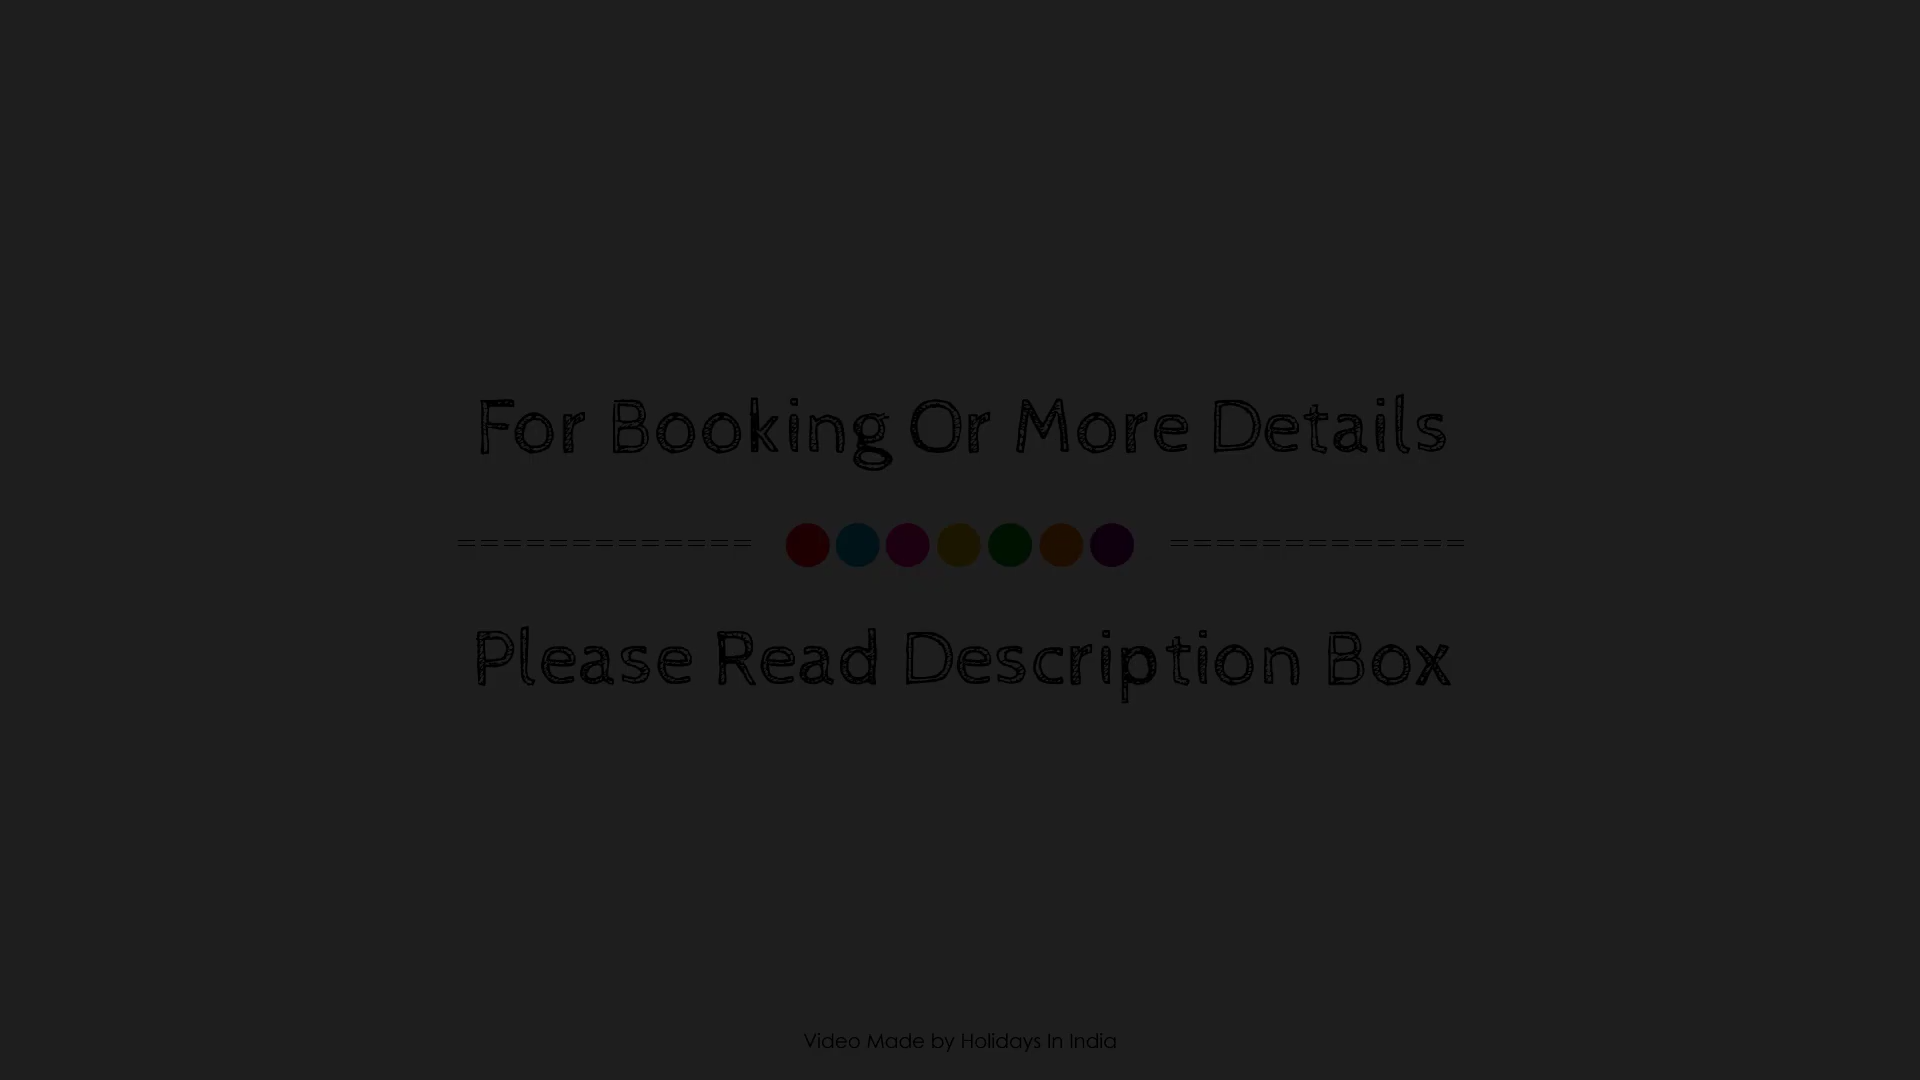 For Booking Or More Details
============= =============
Please Read Description Box
Video Made by Holidays In India